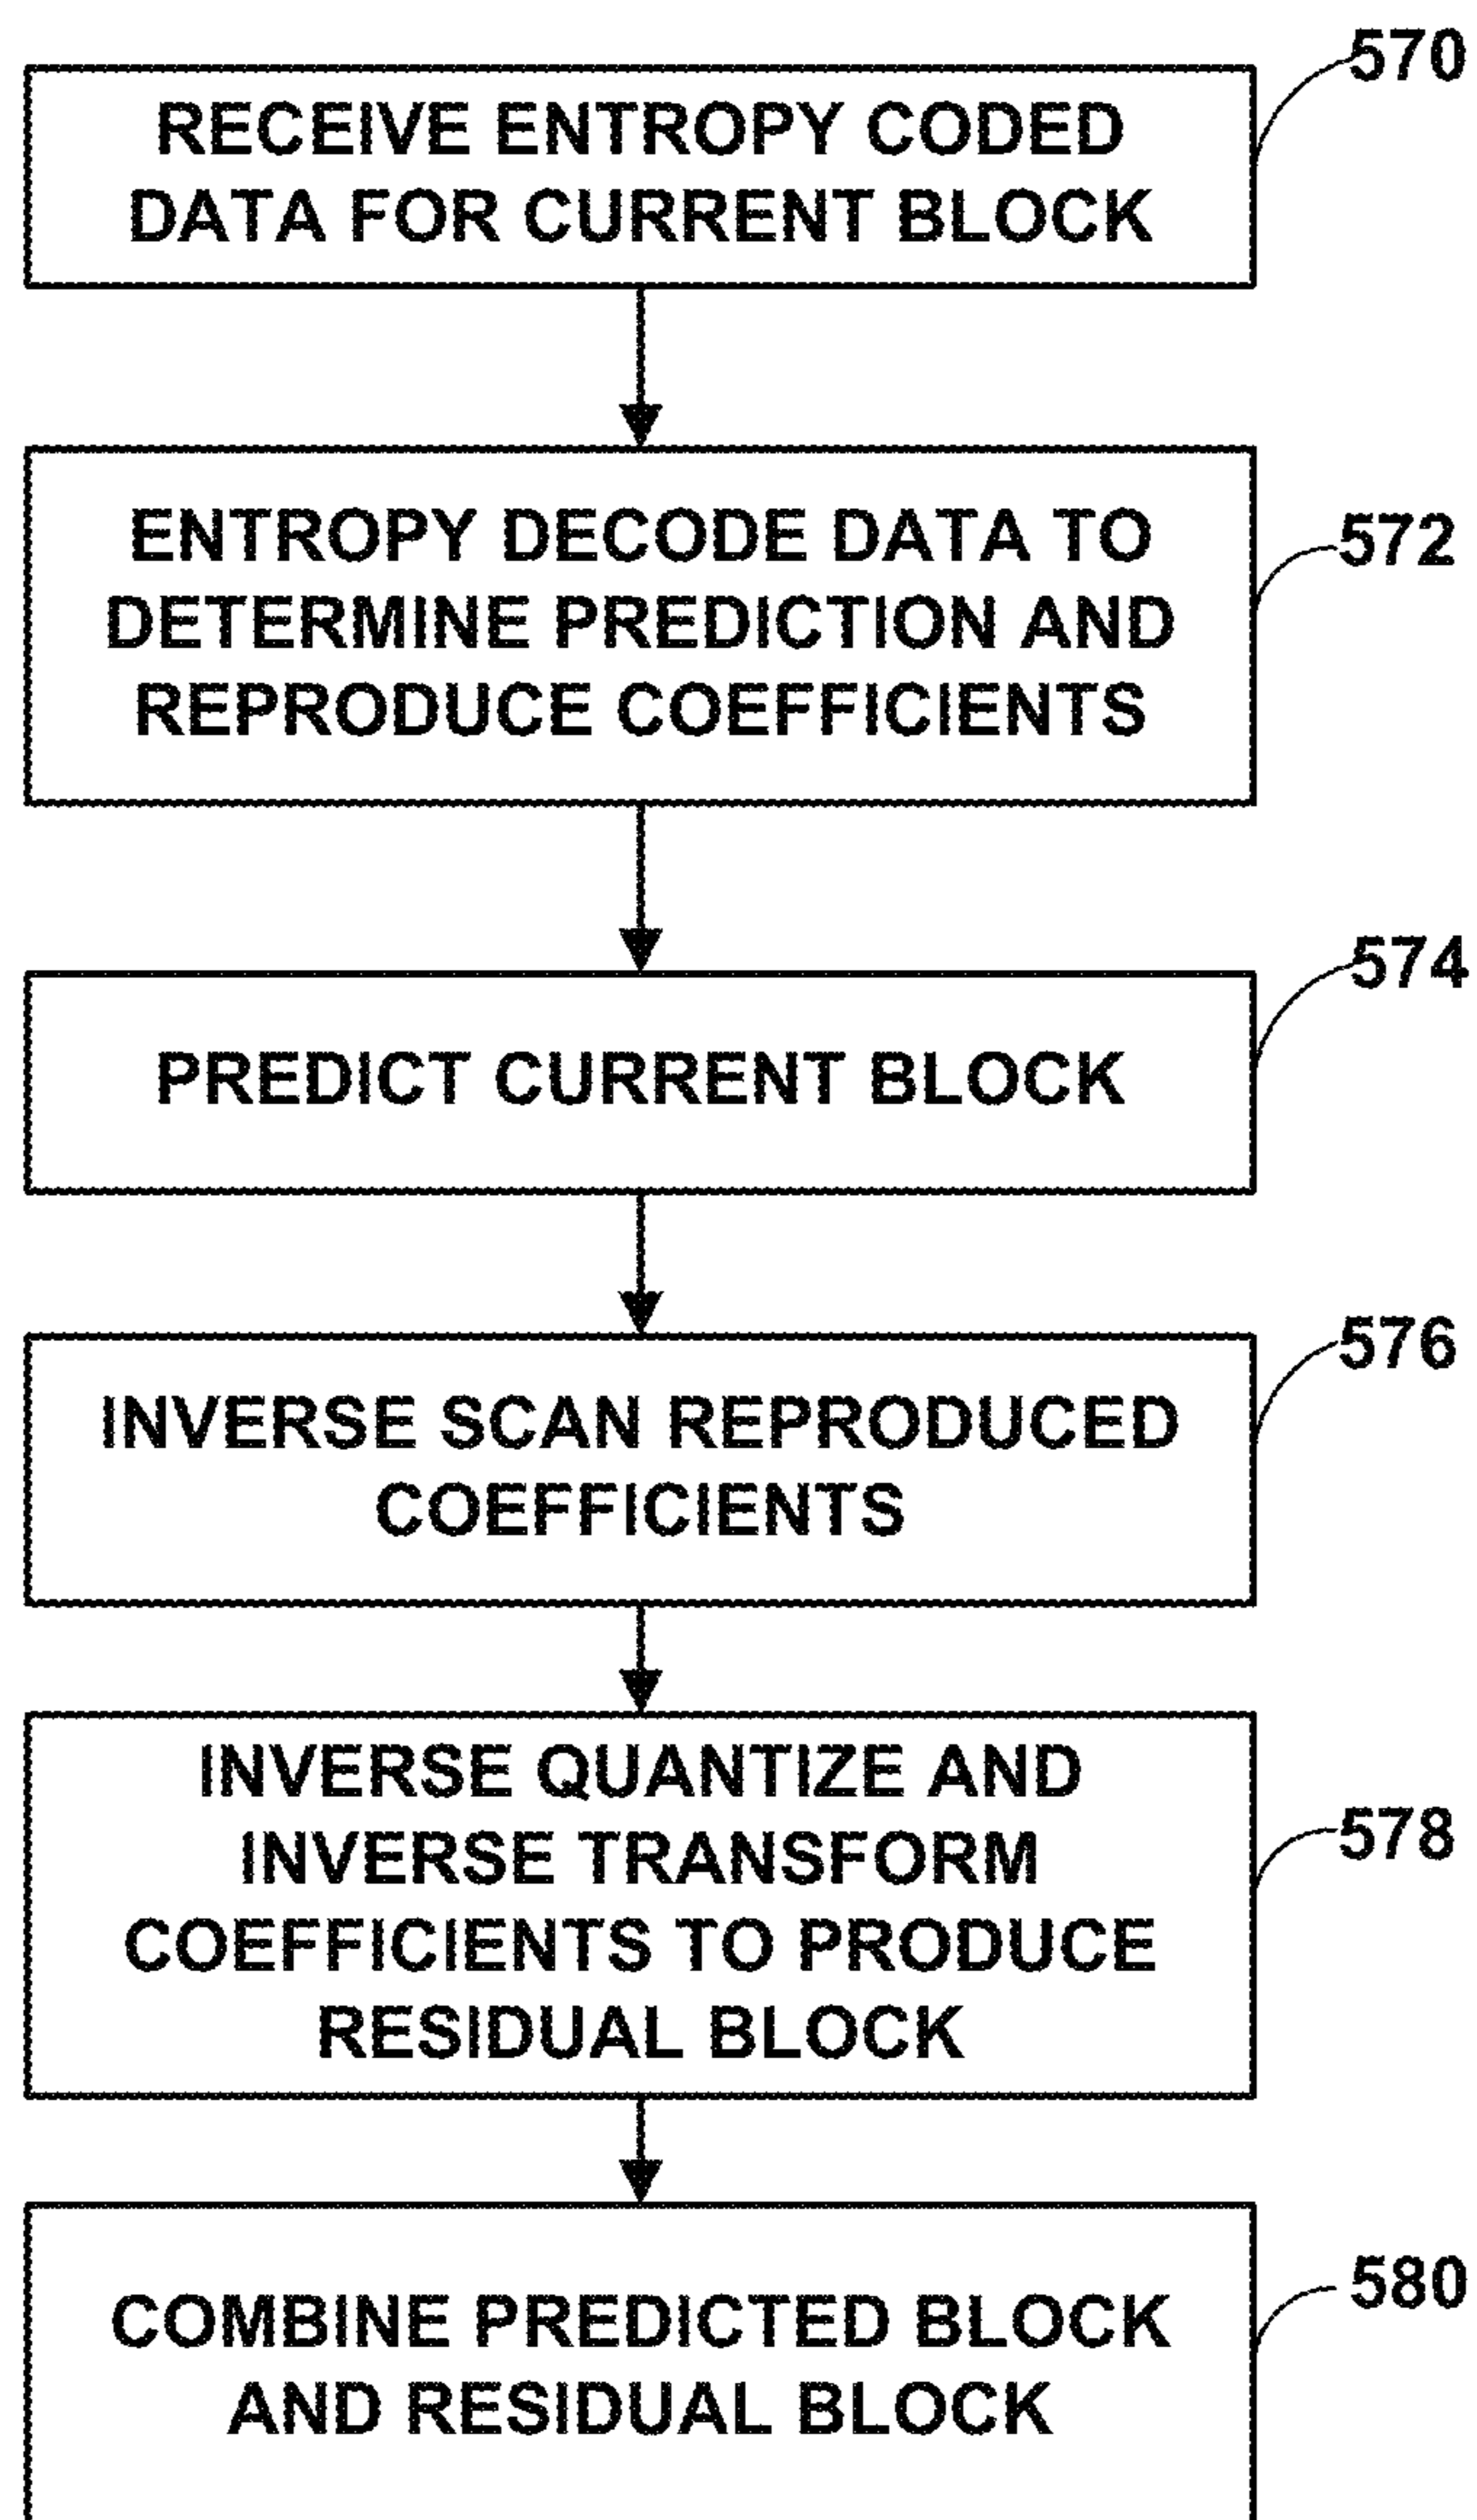 570
RECEIVE ENTROPY CODED
DATA FOR CURRENT BLOCK
572
ENTROPY DECODE DATA TO
DETERMINE PREDICTION AND
REPRODUCE COEFFICIENTS
574
PREDICT CURRENT BLOCK
576
INVERSE SCAN REPRODUCED
COEFFICIENTS
578
INVERSE QUANTIZE AND
INVERSE TRANSFORM
COEFFICIENTS TO PRODUCE
RESIDUAL BLOCK
580
COMBINE PREDICTED BLOCK
AND RESIDUAL BLOCK